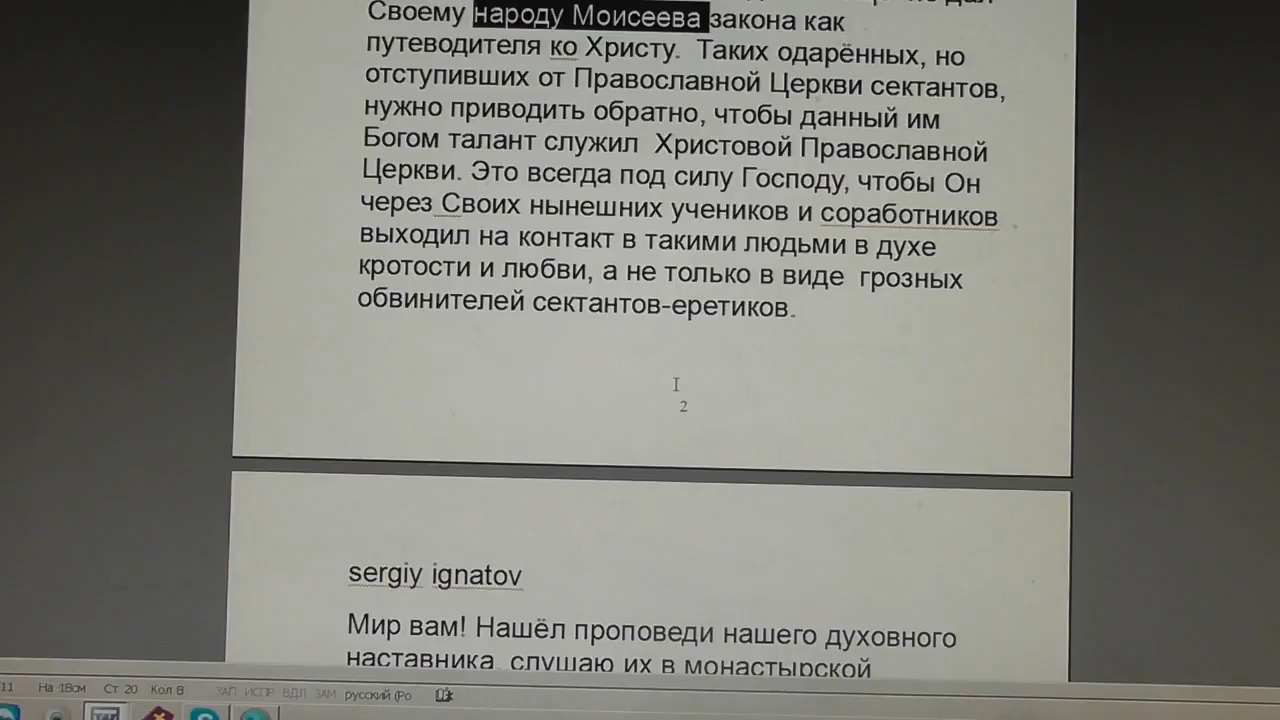 Своему народу Моисеева закона как
путеводителя ко Христу. Таких одарённых, но
отступивших от Православной Церкви сектантов,
нужно приводить обратно, чтобы данный им
Богом талант служил Христовой Православной
Церкви. Это всегда под силу Господу, чтобы Он
через Своих нынешних учеников и соработников
выходил на контакт в такими людьми в духе
кротости и любви, а не только в виде грозных
обвинителей сектантов-еретиков.
2
sergiy ignatov
Мир вам! Нашёл проповеди нашего духовного
наставника слушаю их в монастырской
11 На 18см Ст 20 Кол 8 ЗАП ИСПР ВДЛ ЗАМ русский (Ро